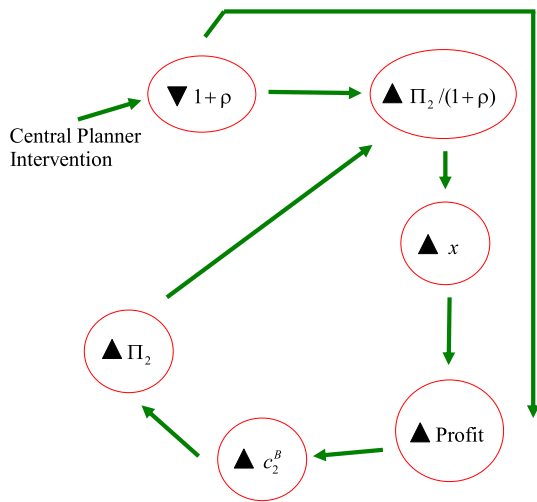 ▼ 1+ρ
▲ Π₂ /(1+ρ)
Central Planner
Intervention
▲ x
▲ Π₂
▲ Profit
▲ c₂ᴮ